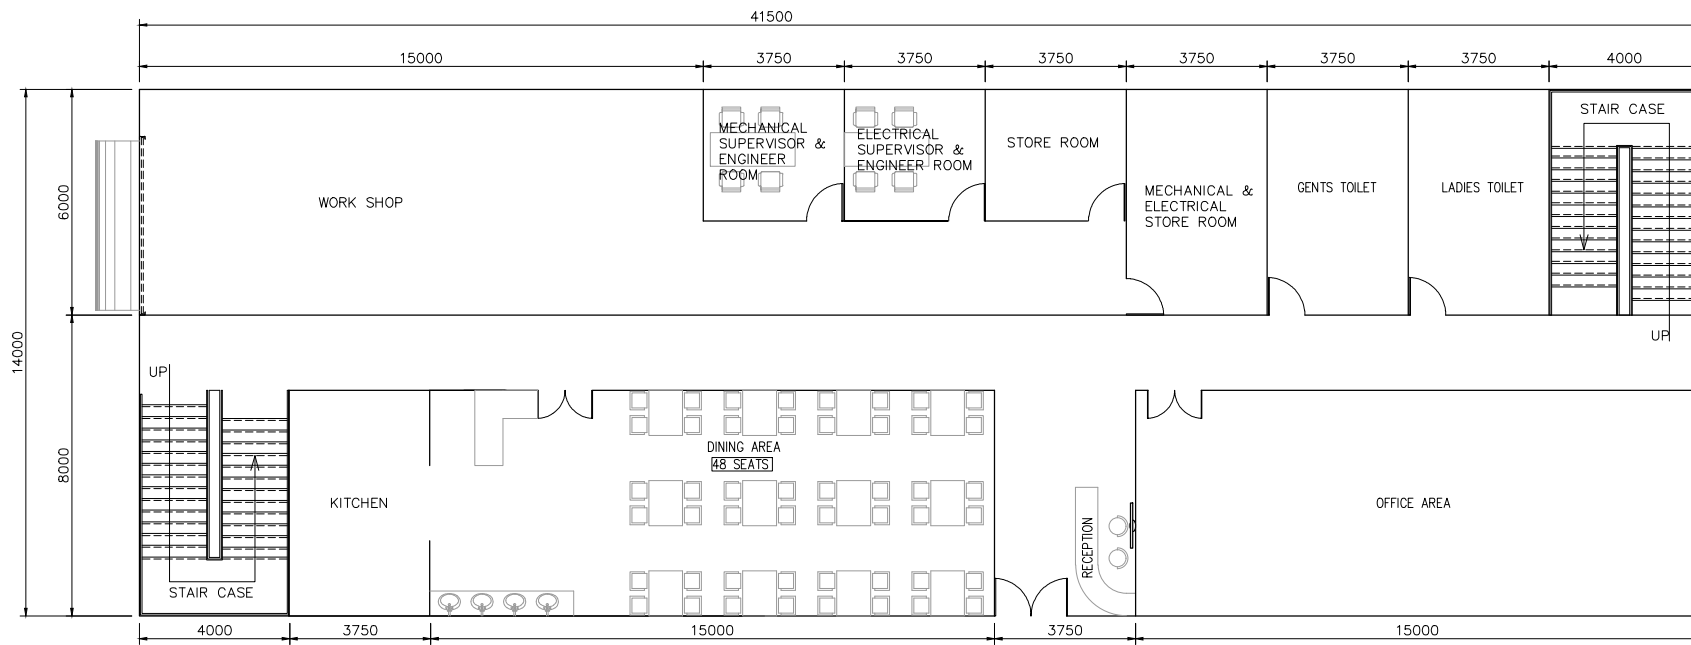 41500
15000
3750
3750
3750
3750
3750
3750
4000
14000
6000
8000
WORK SHOP
MECHANICAL
SUPERVISOR &
ENGINEER
ROOM
ELECTRICAL
SUPERVISOR &
ENGINEER ROOM
STORE ROOM
MECHANICAL &
ELECTRICAL
STORE ROOM
GENTS TOILET
LADIES TOILET
STAIR CASE
UP
UP
STAIR CASE
KITCHEN
DINING AREA
48 SEATS
RECEPTION
OFFICE AREA
4000
3750
15000
3750
15000